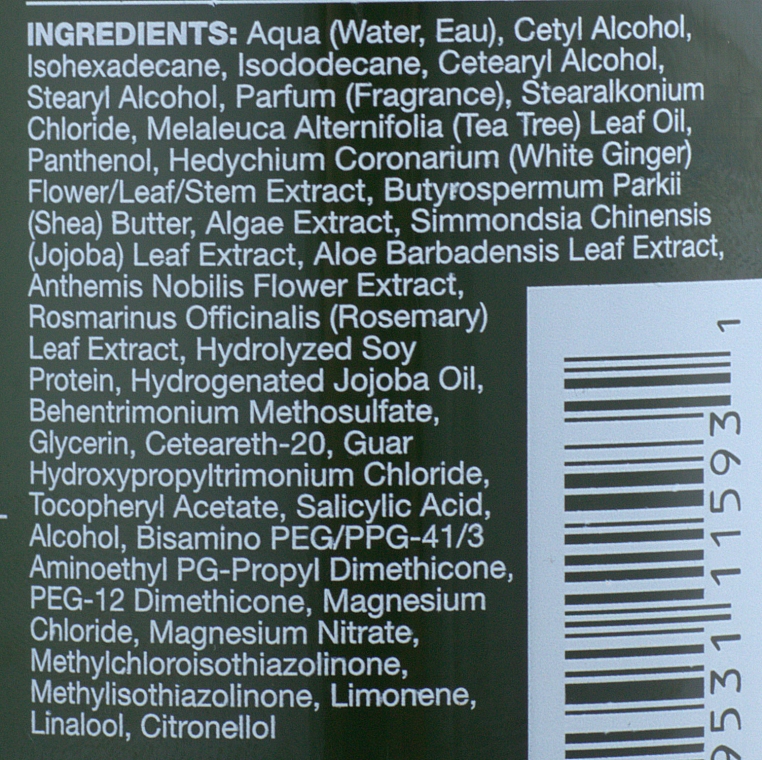 INGREDIENTS: Aqua (Water, Eau), Cetyl Alcohol,
Isohexadecane, Isododecane, Cetearyl Alcohol,
Stearyl Alcohol, Parfum (Fragrance), Stearalkonium
Chloride, Melaleuca Alternifolia (Tea Tree) Leaf Oil,
Panthenol, Hedychium Coronarium (White Ginger)
Flower/Leaf/Stem Extract, Butyrospermum Parkii
(Shea) Butter, Algae Extract, Simmondsia Chinensis
(Jojoba) Leaf Extract, Aloe Barbadensis Leaf Extract,
Anthemis Nobilis Flower Extract,
Rosmarinus Officinalis (Rosemary)
Leaf Extract, Hydrolyzed Soy
Protein, Hydrogenated Jojoba Oil,
Behentrimonium Methosulfate,
Glycerin, Ceteareth-20, Guar
Hydroxypropyltrimonium Chloride,
Tocopheryl Acetate, Salicylic Acid,
Alcohol, Bisamino PEG/PPG-41/3
Aminoethyl PG-Propyl Dimethicone,
PEG-12 Dimethicone, Magnesium
Chloride, Magnesium Nitrate,
Methylchloroisothiazolinone,
Methylisothiazolinone, Limonene,
Linalool, Citronellol
9531 11593 1